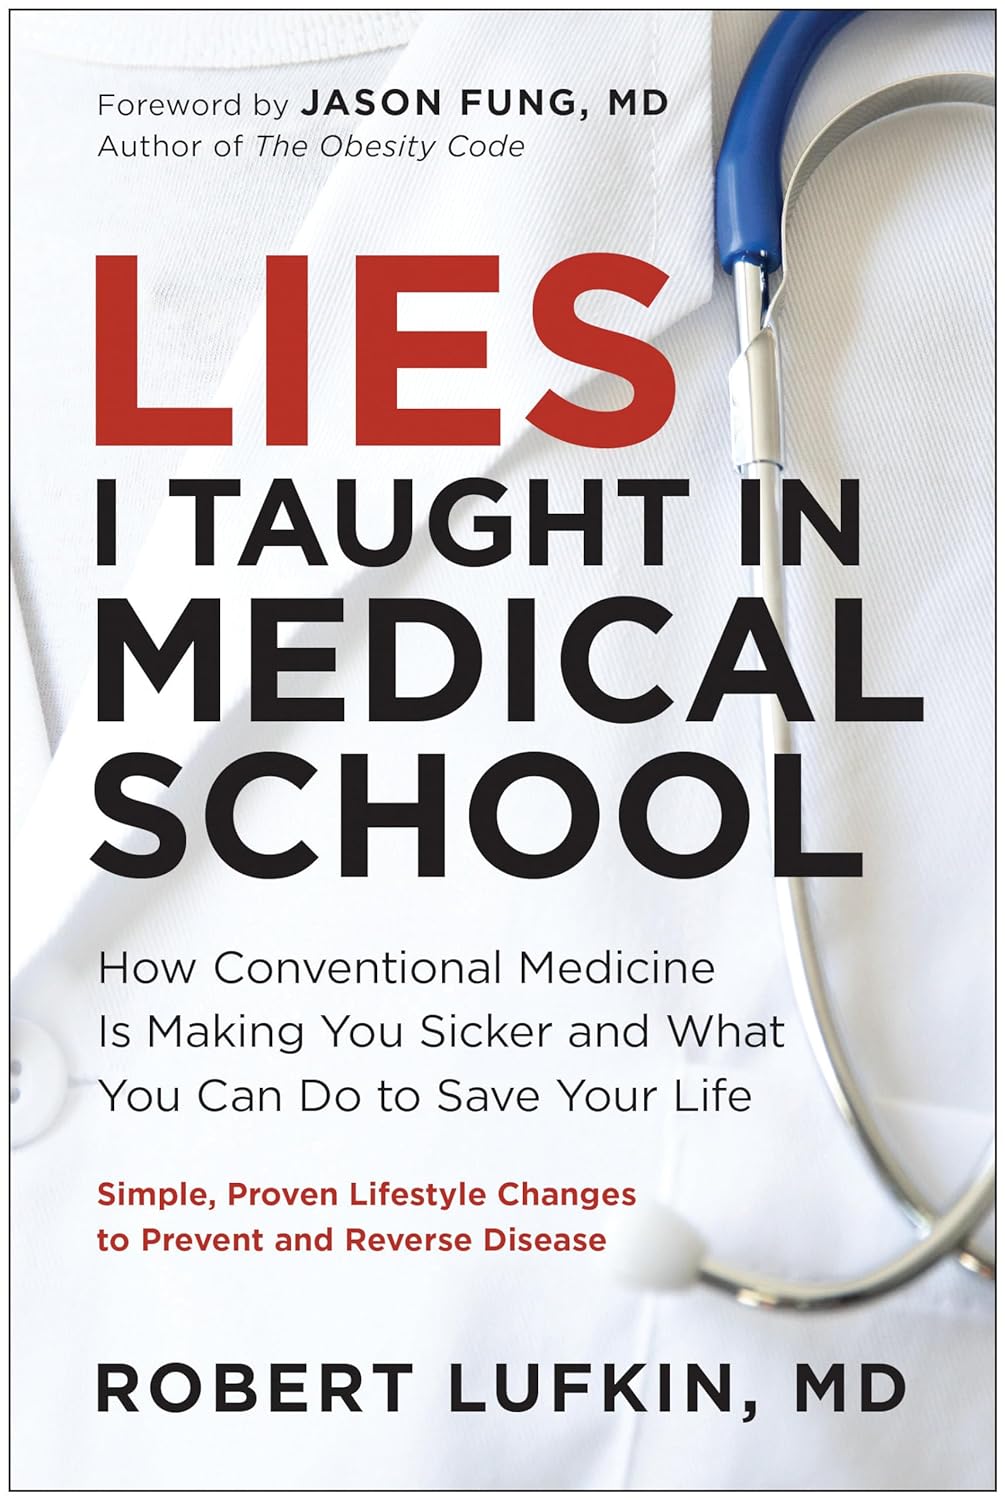 Foreword by JASON FUNG, MD
Author of The Obesity Code
LIES
I TAUGHT IN
MEDICAL
SCHOOL
How Conventional Medicine
Is Making You Sicker and What
You Can Do to Save Your Life
Simple, Proven Lifestyle Changes
to Prevent and Reverse Disease
ROBERT LUFKIN, MD